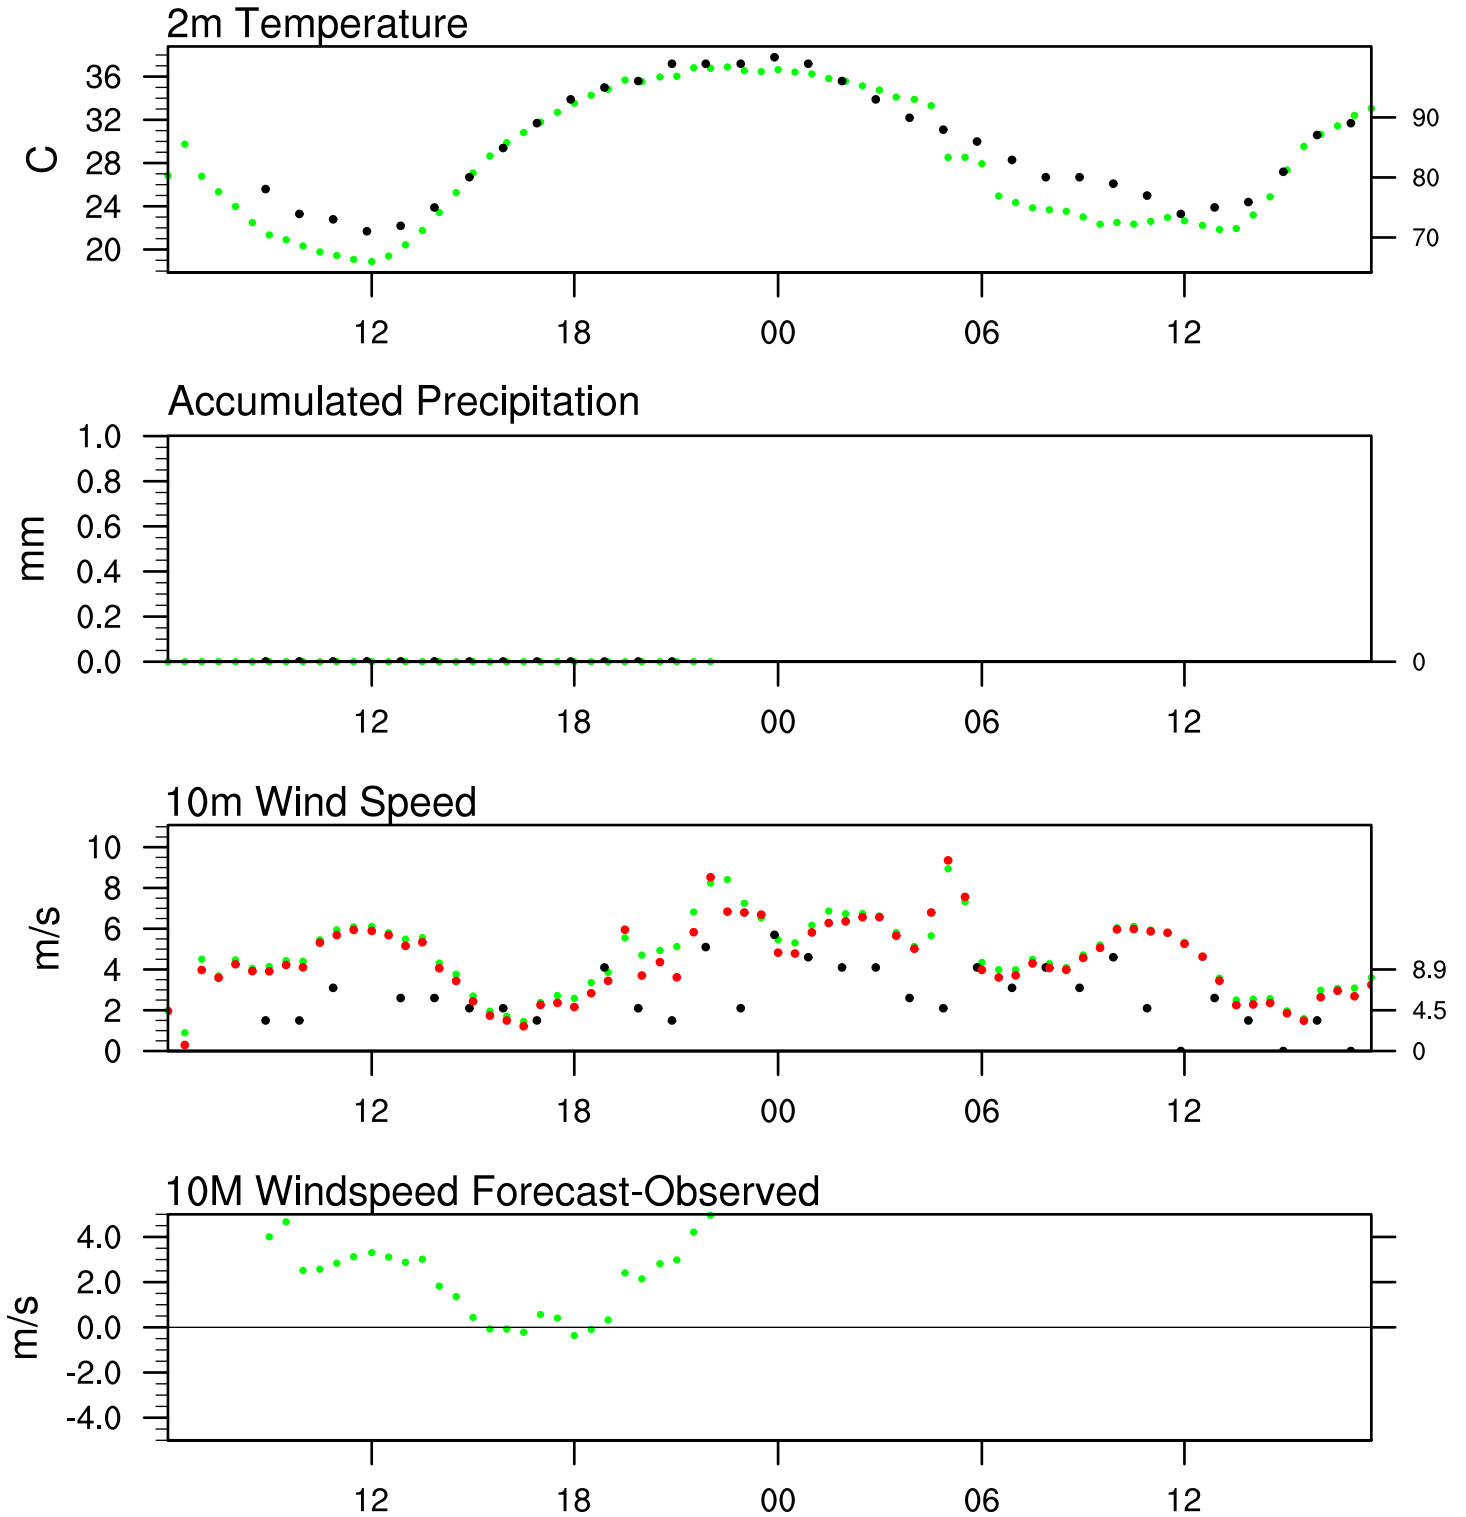 2m Temperature
36
32
28
24
20
C
90
80
70
12 18 00 06 12
Accumulated Precipitation
1.0
0.8
0.6
0.4
0.2
0.0
mm
0
12 18 00 06 12
10m Wind Speed
10
8
6
4
2
0
m/s
8.9
4.5
0
12 18 00 06 12
10M Windspeed Forecast-Observed
4.0
2.0
0.0
-2.0
-4.0
m/s
12 18 00 06 12